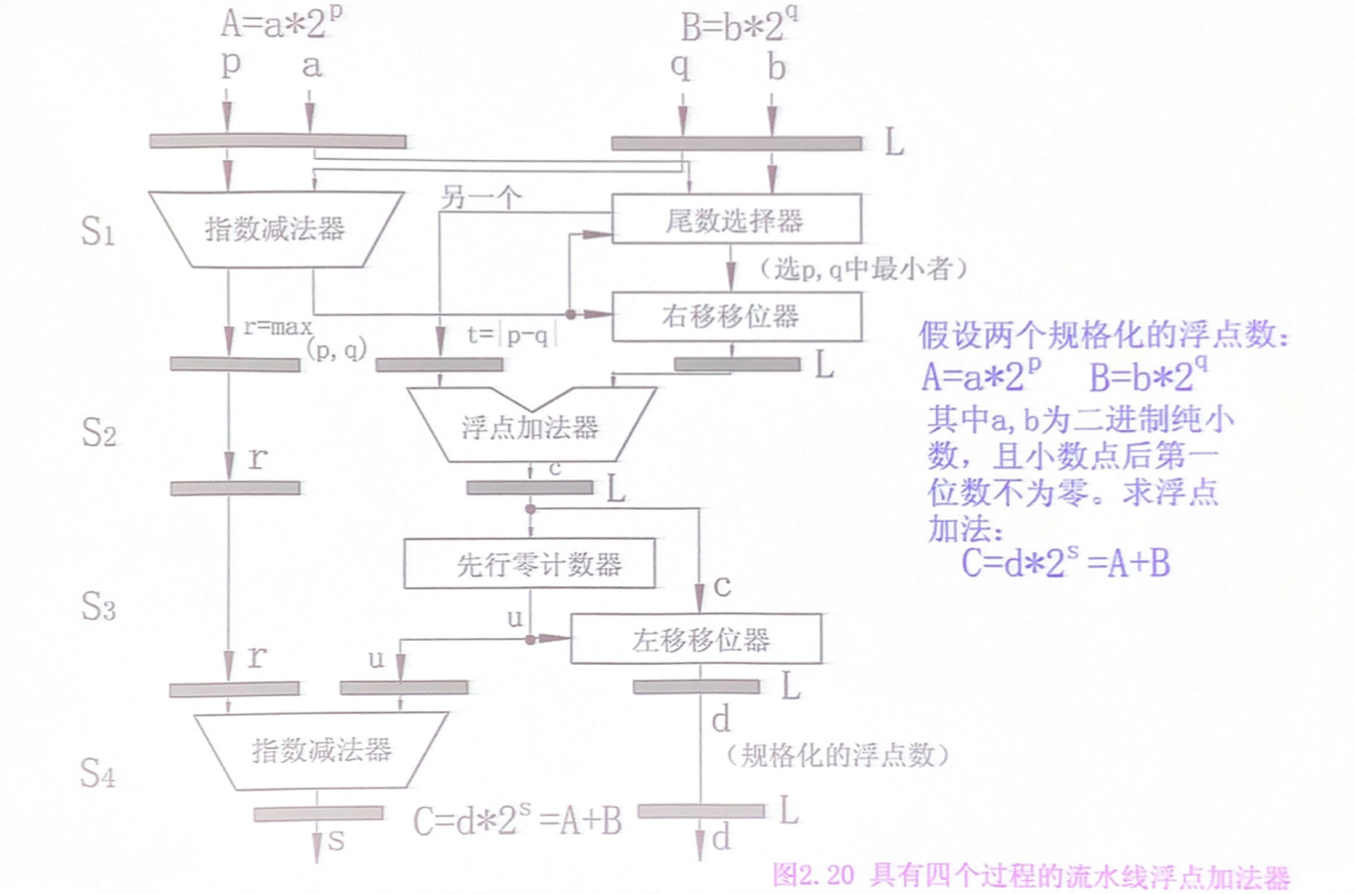 A=a*2^p
B=b*2^q
p
a
q
b
L
S1
指数减法器
另一个
尾数选择器
(选p,q中最小者)
右移移位器
r=max
(p,q)
t=|p-q|
L
假设两个规格化的浮点数:
A=a*2^p B=b*2^q
其中a,b为二进制纯小
数,且小数点后第一
位数不为零。求浮点
加法:
C=d*2^s=A+B
S2
浮点加法器
r
c
L
先行零计数器
S3
c
u
左移移位器
r
u
L
d
(规格化的浮点数)
S4
指数减法器
C=d*2^s=A+B
L
s
d
图2.20 具有四个过程的流水线浮点加法器